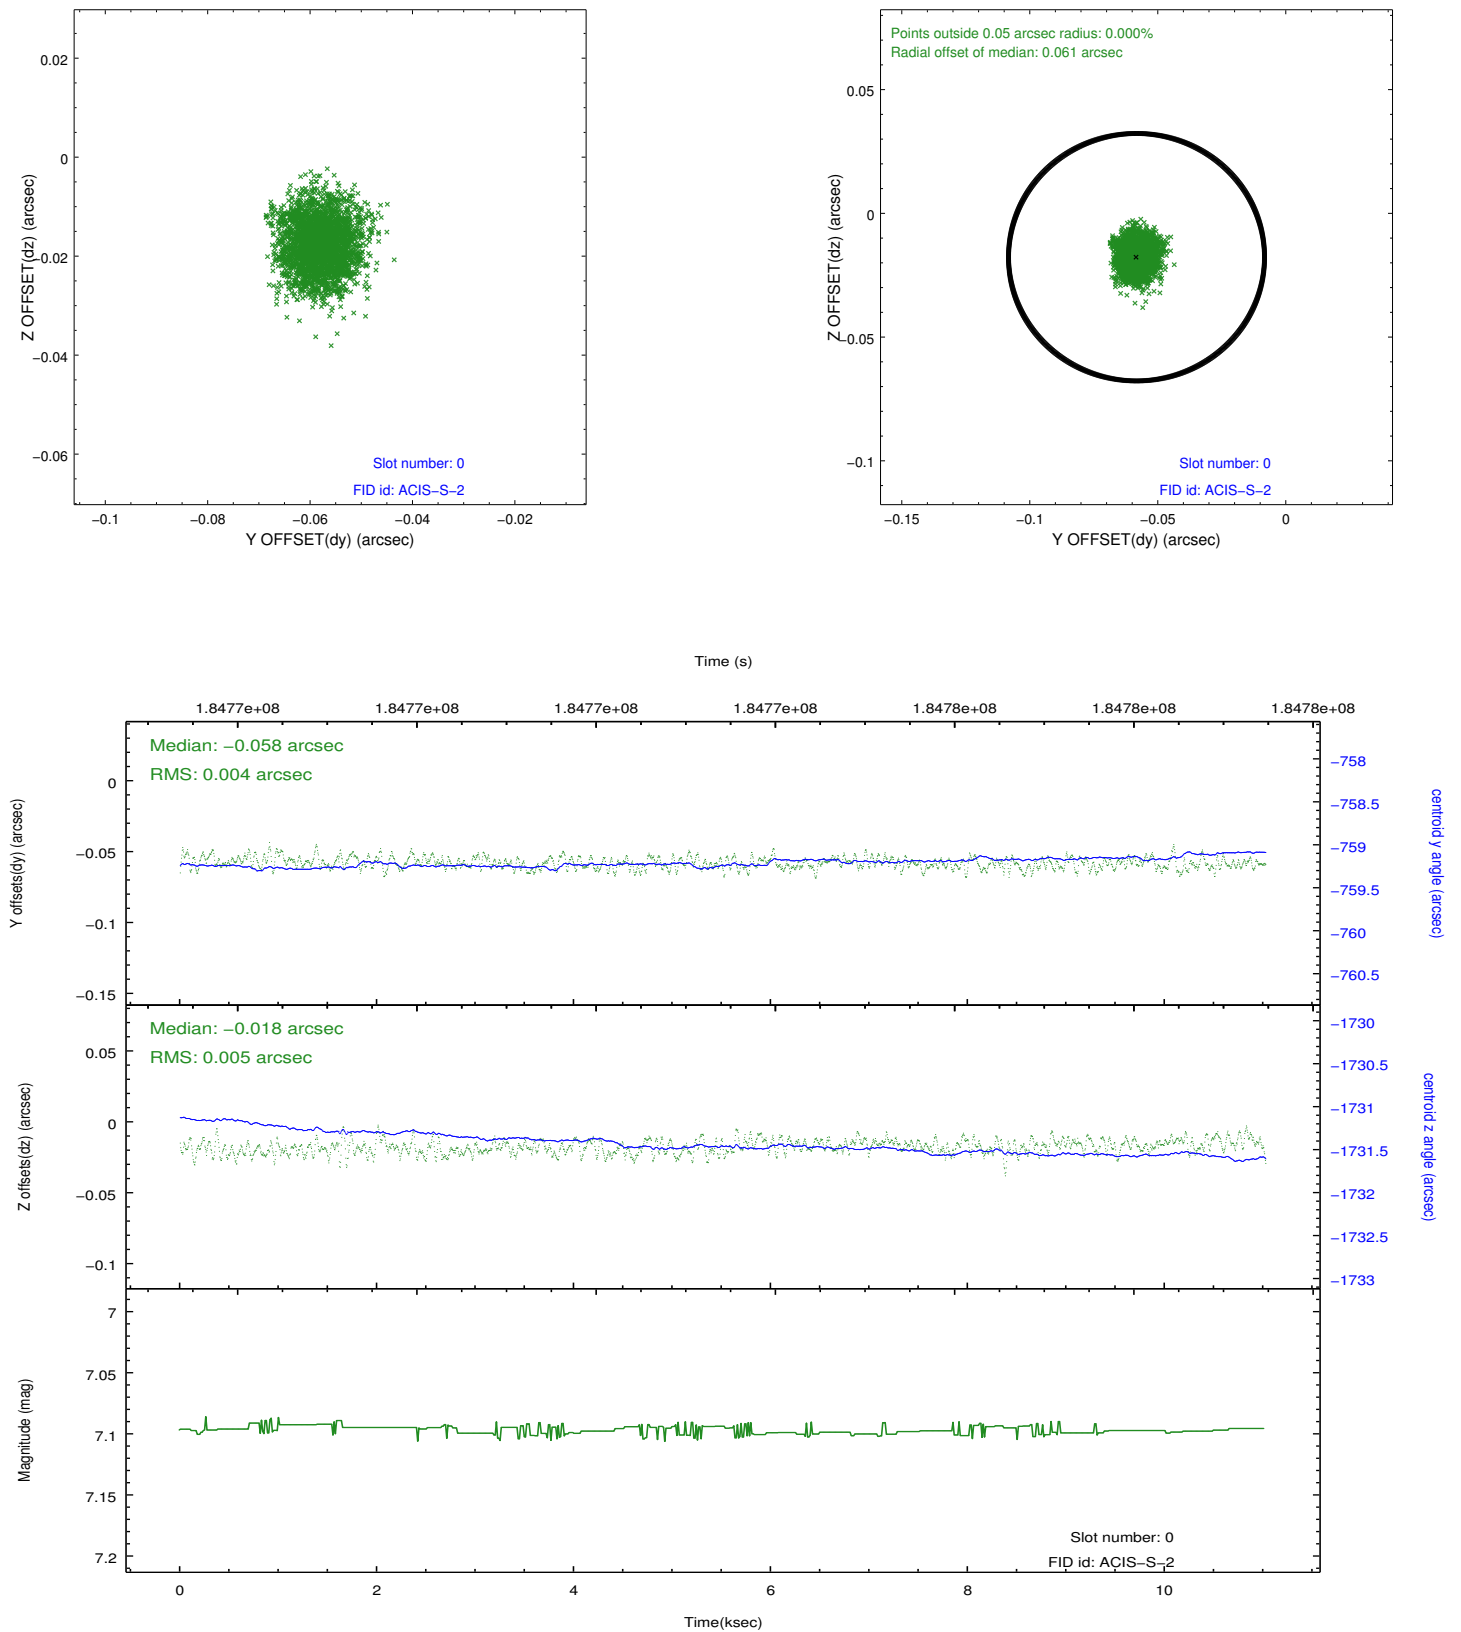 0.02
0
−0.02
−0.04
−0.06
Z OFFSET(dz) (arcsec)
Slot number: 0
FID id: ACIS−S−2
−0.1
−0.08
−0.06
−0.04
−0.02
Y OFFSET(dy) (arcsec)
Points outside 0.05 arcsec radius: 0.000%
Radial offset of median: 0.061 arcsec
0.05
0
−0.05
−0.1
Z OFFSET(dz) (arcsec)
Slot number: 0
FID id: ACIS−S−2
−0.15
−0.1
−0.05
0
Y OFFSET(dy) (arcsec)
Time (s)
1.8477e+08
1.8477e+08
1.8477e+08
1.8477e+08
1.8478e+08
1.8478e+08
1.8478e+08
Median: −0.058 arcsec
RMS: 0.004 arcsec
0
−0.05
−0.1
−0.15
Y offsets(dy) (arcsec)
−758
−758.5
−759
−759.5
−760
−760.5
centroid y angle (arcsec)
Median: −0.018 arcsec
RMS: 0.005 arcsec
0.05
0
−0.05
−0.1
Z offsets(dz) (arcsec)
−1730
−1730.5
−1731
−1731.5
−1732
−1732.5
−1733
centroid z angle (arcsec)
7
7.05
7.1
7.15
7.2
Magnitude (mag)
Slot number: 0
FID id: ACIS−S−2
0
2
4
6
8
10
Time(ksec)